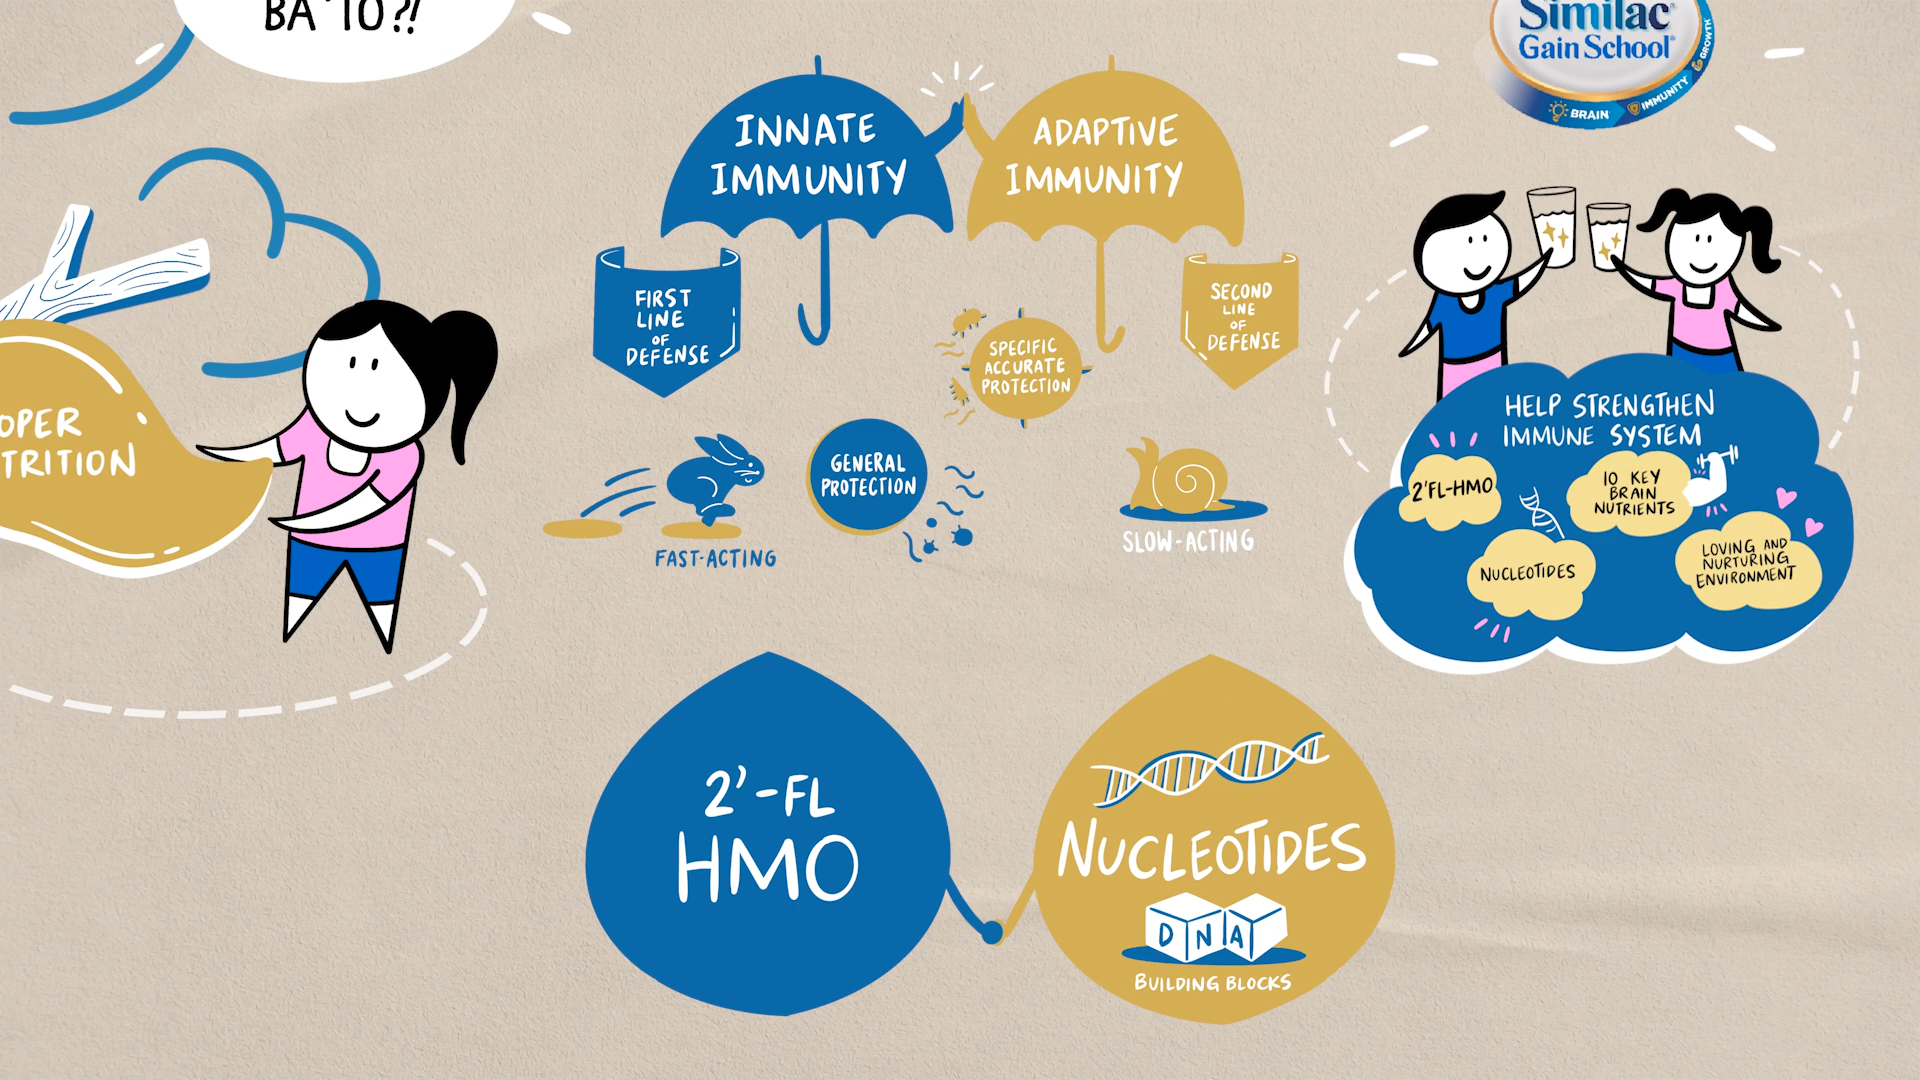 BA 'TO?!
OPER
TRITION
INNATE
IMMUNITY
ADAPTIVE
IMMUNITY
FIRST
LINE
OF
DEFENSE
SECOND
LINE
OF
DEFENSE
SPECIFIC
ACCURATE
PROTECTION
GENERAL
PROTECTION
FAST-ACTING
SLOW-ACTING
2'-FL
HMO
NUCLEOTIDES
DNA
BUILDING BLOCKS
Similac
Gain School
BRAIN
IMMUNITY
GROWTH
HELP STRENGTHEN
IMMUNE SYSTEM
2'FL-HMO
10 KEY
BRAIN
NUTRIENTS
NUCLEOTIDES
LOVING AND
NURTURING
ENVIRONMENT